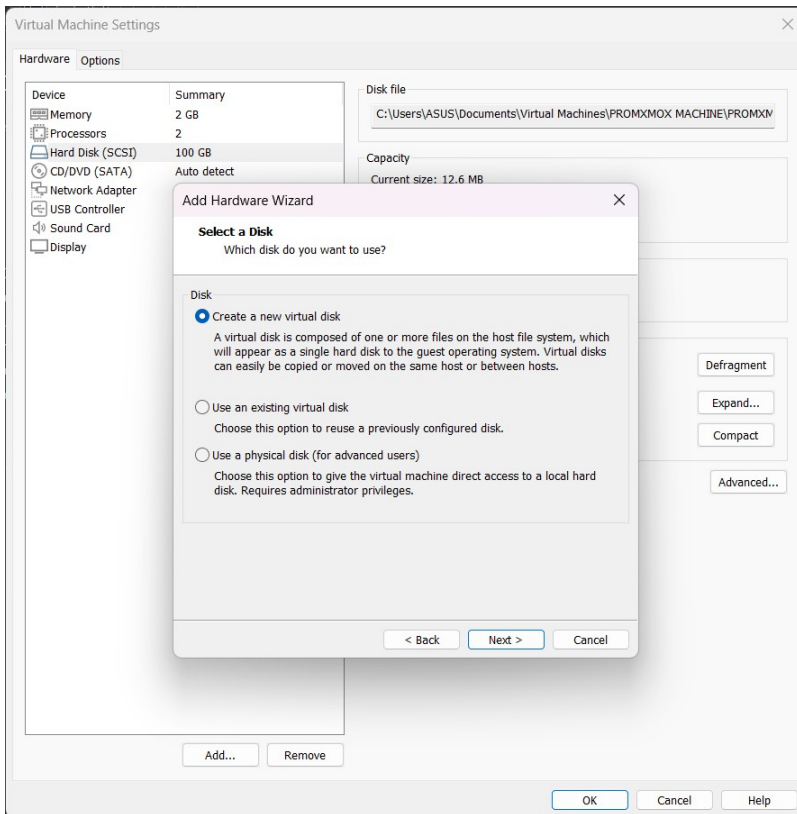 Virtual Machine Settings
Hardware Options
Device Summary
Memory 2 GB
Processors 2
Hard Disk (SCSI) 100 GB
CD/DVD (SATA) Auto detect
Network Adapter
USB Controller
Sound Card
Display
Add... Remove
Disk file
C:\Users\ASUS\Documents\Virtual Machines\PROMXMOX MACHINE\PROMXM
Capacity
Current size: 12.6 MB
Defragment
Expand...
Compact
Advanced...
Add Hardware Wizard
Select a Disk
Which disk do you want to use?
Disk
Create a new virtual disk
A virtual disk is composed of one or more files on the host file system, which
will appear as a single hard disk to the guest operating system. Virtual disks
can easily be copied or moved on the same host or between hosts.
Use an existing virtual disk
Choose this option to reuse a previously configured disk.
Use a physical disk (for advanced users)
Choose this option to give the virtual machine direct access to a local hard
disk. Requires administrator privileges.
< Back Next > Cancel
OK Cancel Help